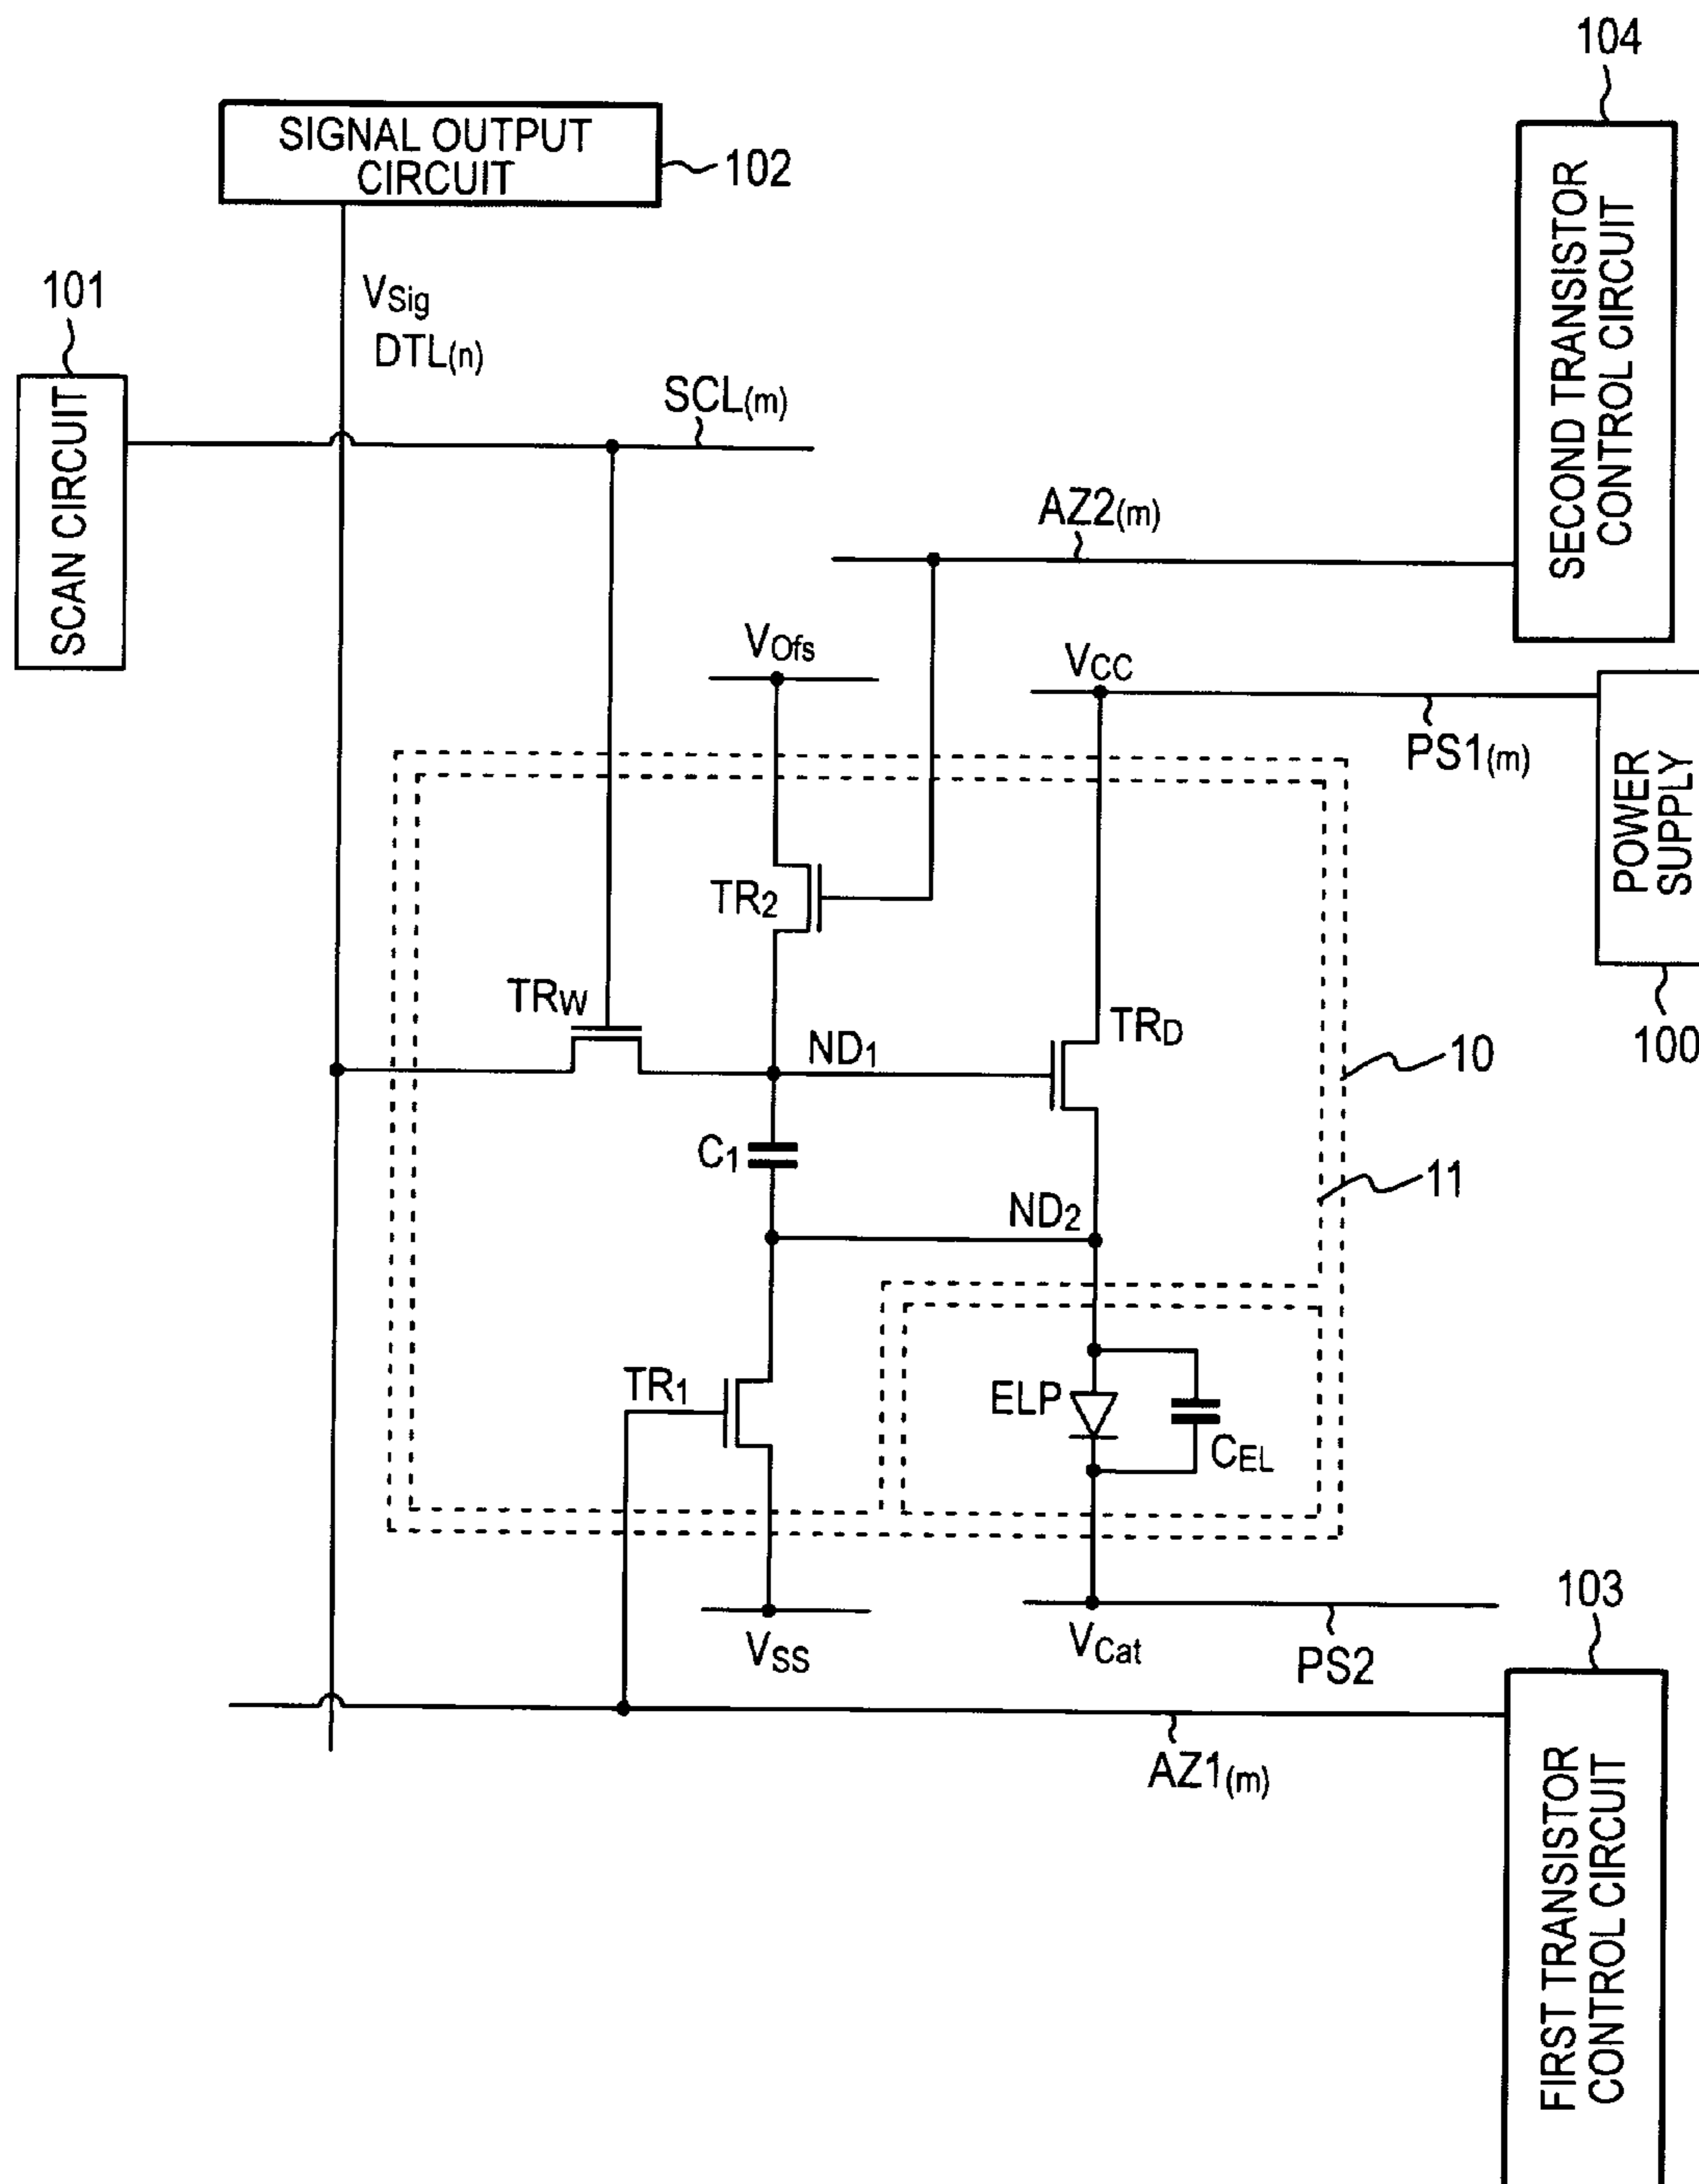 104
SIGNAL OUTPUT
CIRCUIT
102
SECOND TRANSISTOR
CONTROL CIRCUIT
101
VSig
DTL(n)
SCAN CIRCUIT
SCL(m)
AZ2(m)
VOfs
VCC
PS1(m)
POWER
SUPPLY
100
TR2
TRW
ND1
TRD
10
C1
11
ND2
TR1
ELP
CEL
VSS
VCat
PS2
103
AZ1(m)
FIRST TRANSISTOR
CONTROL CIRCUIT